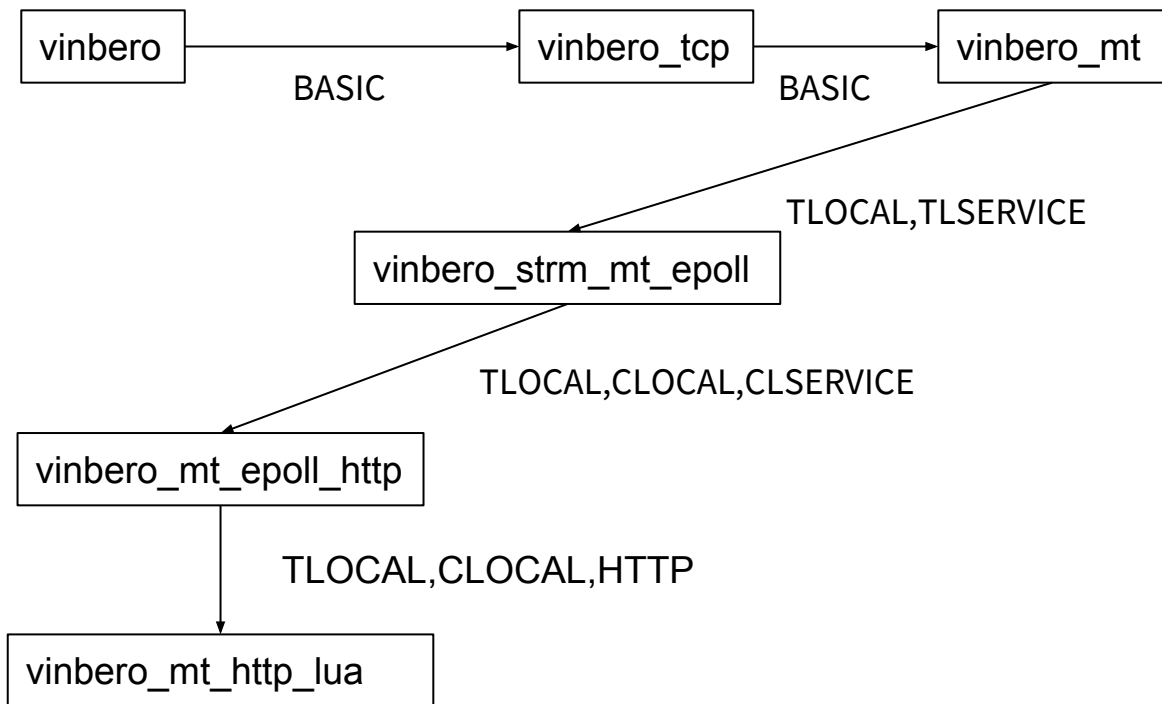 vinbero
vinbero_tcp
vinbero_mt
BASIC
BASIC
TLOCAL,TLSERVICE
vinbero_strm_mt_epoll
TLOCAL,CLOCAL,CLSERVICE
vinbero_mt_epoll_http
TLOCAL,CLOCAL,HTTP
vinbero_mt_http_lua